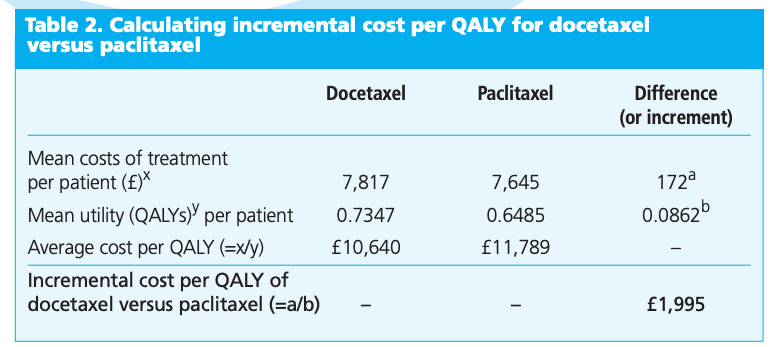 Table 2. Calculating incremental cost per QALY for docetaxel
versus paclitaxel
Docetaxel Paclitaxel Difference
(or increment)
Mean costs of treatment
per patient (£)x 7,817 7,645 172a
Mean utility (QALYs)y per patient 0.7347 0.6485 0.0862b
Average cost per QALY (=x/y) £10,640 £11,789 –
Incremental cost per QALY of
docetaxel versus paclitaxel (=a/b) – – £1,995